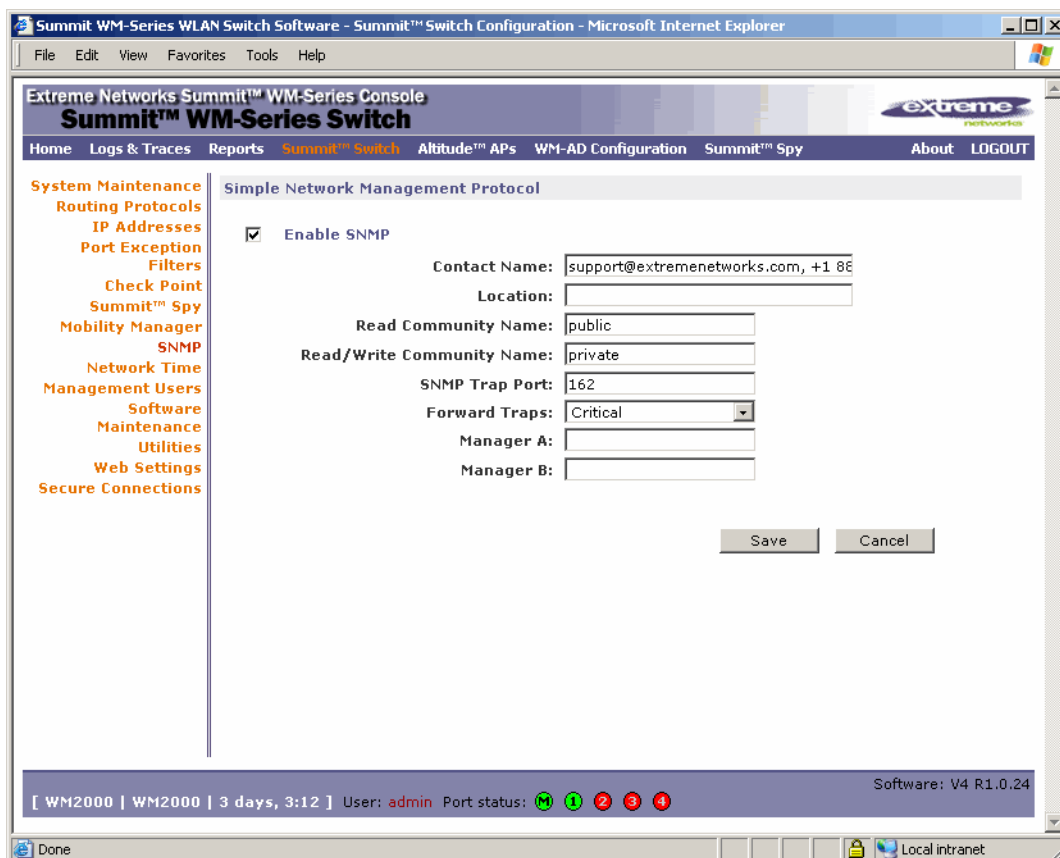 Summit WM-Series WLAN Switch Software - Summit™ Switch Configuration - Microsoft Internet Explorer
File Edit View Favorites Tools Help
Extreme Networks Summit™ WM-Series Console
Summit™ WM-Series Switch
extreme networks
Home Logs & Traces Reports Summit™ Switch Altitude™ APs WM-AD Configuration Summit™ Spy About LOGOUT
System Maintenance
Routing Protocols
IP Addresses
Port Exception
Filters
Check Point
Summit™ Spy
Mobility Manager
SNMP
Network Time
Management Users
Software
Maintenance
Utilities
Web Settings
Secure Connections
Simple Network Management Protocol
Enable SNMP
Contact Name: support@extremenetworks.com, +1 88
Location:
Read Community Name: public
Read/Write Community Name: private
SNMP Trap Port: 162
Forward Traps: Critical
Manager A:
Manager B:
Save Cancel
Software: V4 R1.0.24
[ WM2000 | WM2000 | 3 days, 3:12 ] User: admin Port status: M 1 2 3 4
Done Local intranet